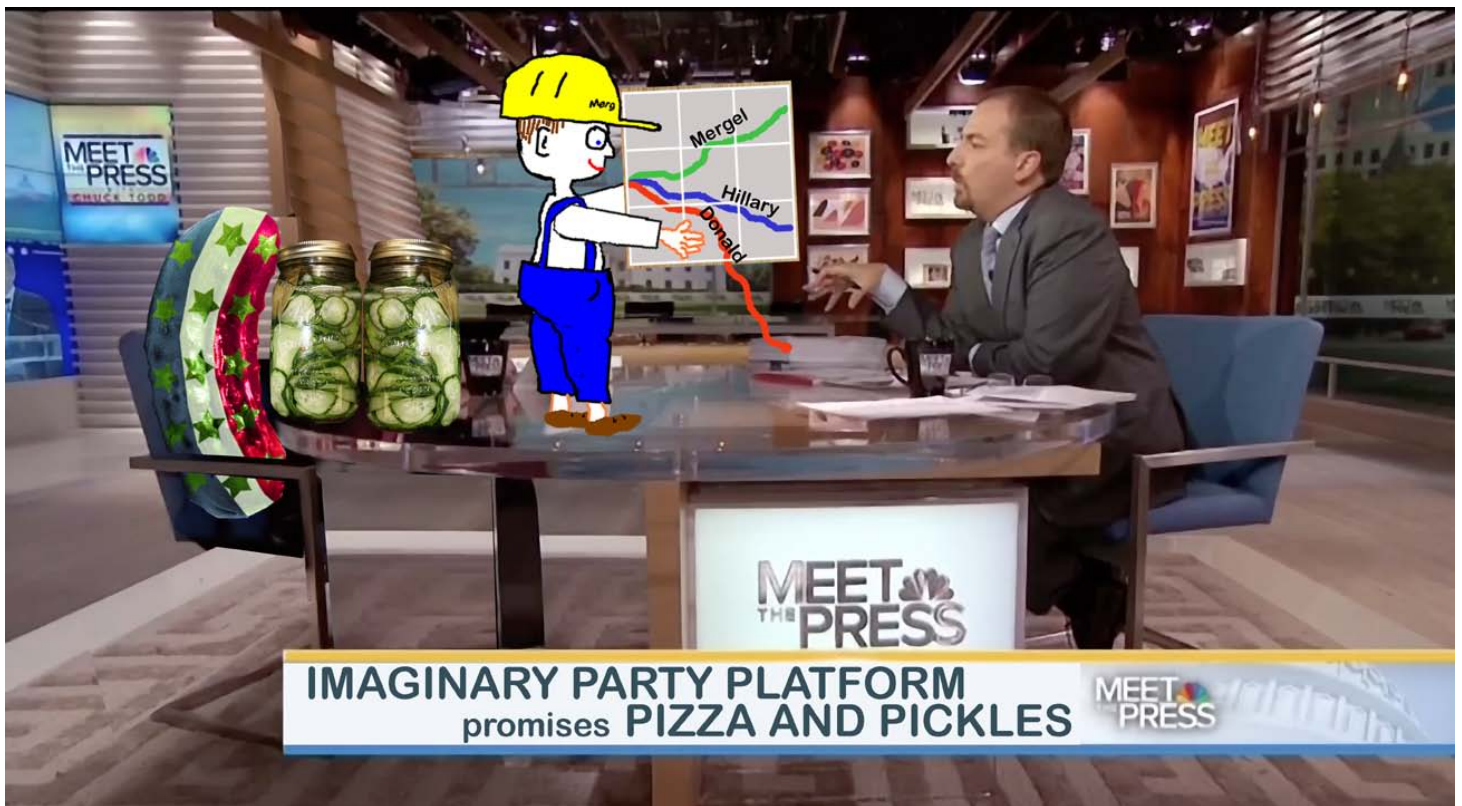 Merg
Mergel
Hillary
Donald
MEET
THE PRESS
CHUCK TODD
MEET
THE PRESS
IMAGINARY PARTY PLATFORM
promises PIZZA AND PICKLES
MEET
THE PRESS